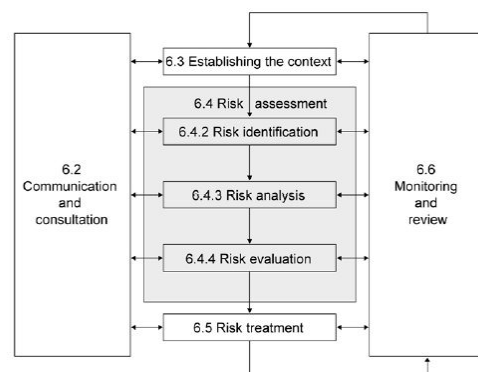 6.3 Establishing the context
6.4 Risk assessment
6.4.2 Risk identification
6.2
Communication
and
consultation
6.4.3 Risk analysis
6.6
Monitoring
and
review
6.4.4 Risk evaluation
6.5 Risk treatment